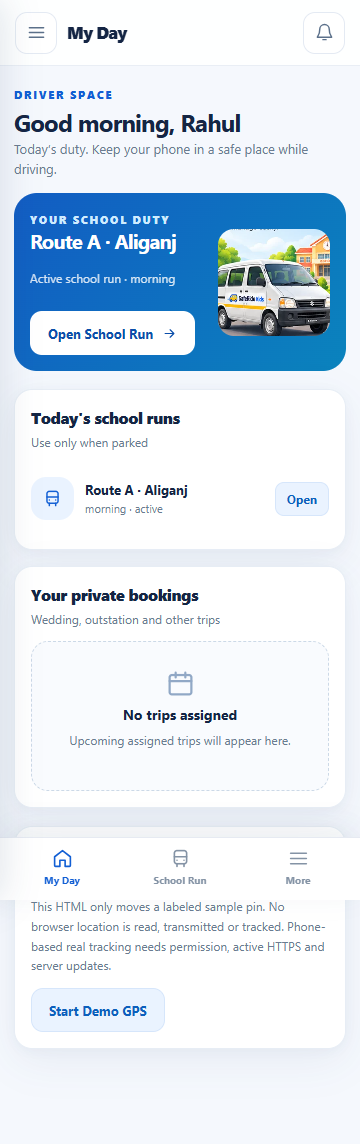 My Day
DRIVER SPACE
Good morning, Rahul
Today's duty. Keep your phone in a safe place while
driving.
YOUR SCHOOL DUTY
Route A · Aliganj
Active school run · morning
Open School Run →
SafeRide Kids
Today's school runs
Use only when parked
Route A · Aliganj
morning · active
Open
Your private bookings
Wedding, outstation and other trips
No trips assigned
Upcoming assigned trips will appear here.
My Day
School Run
More
This HTML only moves a labeled sample pin. No
browser location is read, transmitted or tracked. Phone-
based real tracking needs permission, active HTTPS and
server updates.
Start Demo GPS